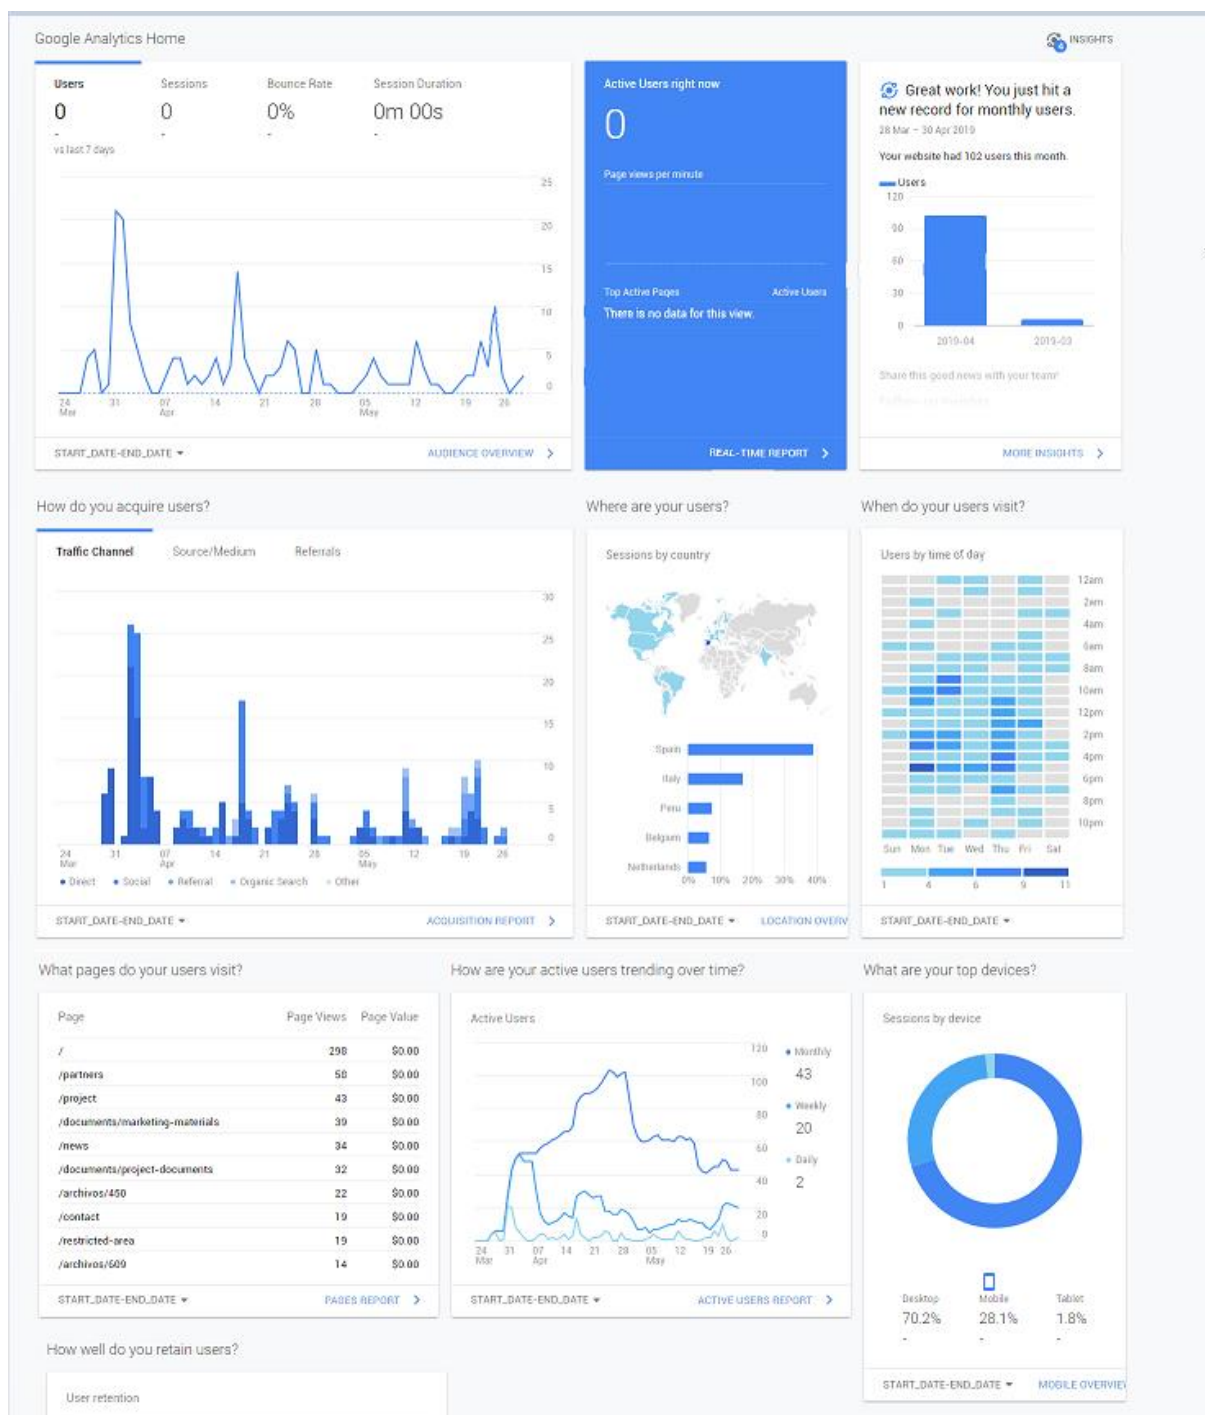 Google Analytics Home
INSIGHTS
Users Sessions Bounce Rate Session Duration
0 0 0% 0m 00s
- - - -
vs last 7 days
25
20
15
10
5
0
24 31 07 14 21 28 05 12 19 26
Mar Apr May
START_DATE-END_DATE
AUDIENCE OVERVIEW
Active Users right now
0
Page views per minute
Top Active Pages Active Users
There is no data for this view.
REAL-TIME REPORT
Great work! You just hit a
new record for monthly users.
28 Mar – 30 Apr 2019
Your website had 102 users this month.
Users
120
90
60
30
0
2019-04 2019-03
Share this good news with your team!
MORE INSIGHTS
How do you acquire users?
Traffic Channel Source/Medium Referrals
30
25
20
15
10
5
0
24 31 07 14 21 28 05 12 19 26
Mar Apr May
Direct Social Referral Organic Search Other
START_DATE-END_DATE
ACQUISITION REPORT
Where are your users?
Sessions by country
Spain
Italy
Peru
Belgium
Netherlands
0% 10% 20% 30% 40%
START_DATE-END_DATE
LOCATION OVERV
When do your users visit?
Users by time of day
12am
2am
4am
6am
8am
10am
12pm
2pm
4pm
6pm
8pm
10pm
Sun Mon Tue Wed Thu Fri Sat
1 4 6 9 11
START_DATE-END_DATE
What pages do your users visit?
Page Page Views Page Value
/ 298 $0.00
/partners 50 $0.00
/project 43 $0.00
/documents/marketing-materials 39 $0.00
/news 34 $0.00
/documents/project-documents 32 $0.00
/archivos/450 22 $0.00
/contact 19 $0.00
/restricted-area 19 $0.00
/archivos/609 14 $0.00
START_DATE-END_DATE
PAGES REPORT
How are your active users trending over time?
Active Users
120
100
80
60
40
20
0
Monthly
43
Weekly
20
Daily
2
24 31 07 14 21 28 05 12 19 26
Mar Apr May
START_DATE-END_DATE
ACTIVE USERS REPORT
What are your top devices?
Sessions by device
Desktop Mobile Tablet
70.2% 28.1% 1.8%
- - -
START_DATE-END_DATE
MOBILE OVERVIE
How well do you retain users?
User retention